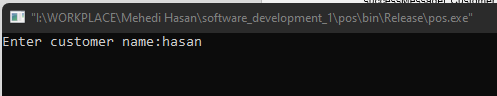 "I:\WORKPLACE\Mehedi Hasan\software_development_1\pos\bin\Release\pos.exe"
Enter customer name:hasan